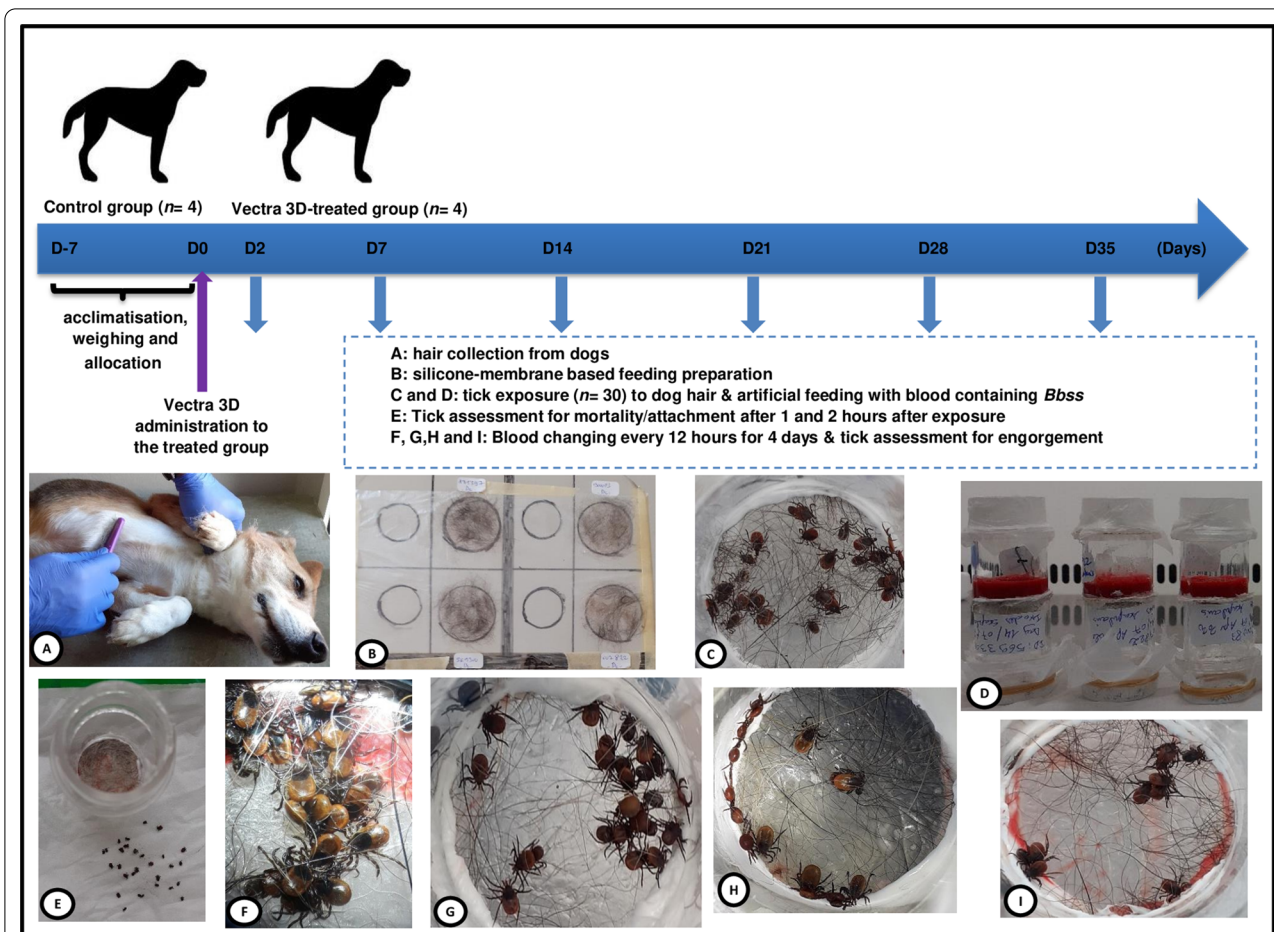 Control group (n= 4)
Vectra 3D-treated group (n= 4)
D-7 D0 D2 D7 D14 D21 D28 D35 (Days)
acclimatisation,
weighing and
allocation
Vectra 3D
administration to
the treated group
A: hair collection from dogs
B: silicone-membrane based feeding preparation
C and D: tick exposure (n= 30) to dog hair & artificial feeding with blood containing Bbss
E: Tick assessment for mortality/attachment after 1 and 2 hours after exposure
F, G,H and I: Blood changing every 12 hours for 4 days & tick assessment for engorgement
A
B
C
D
E
F
G
H
I